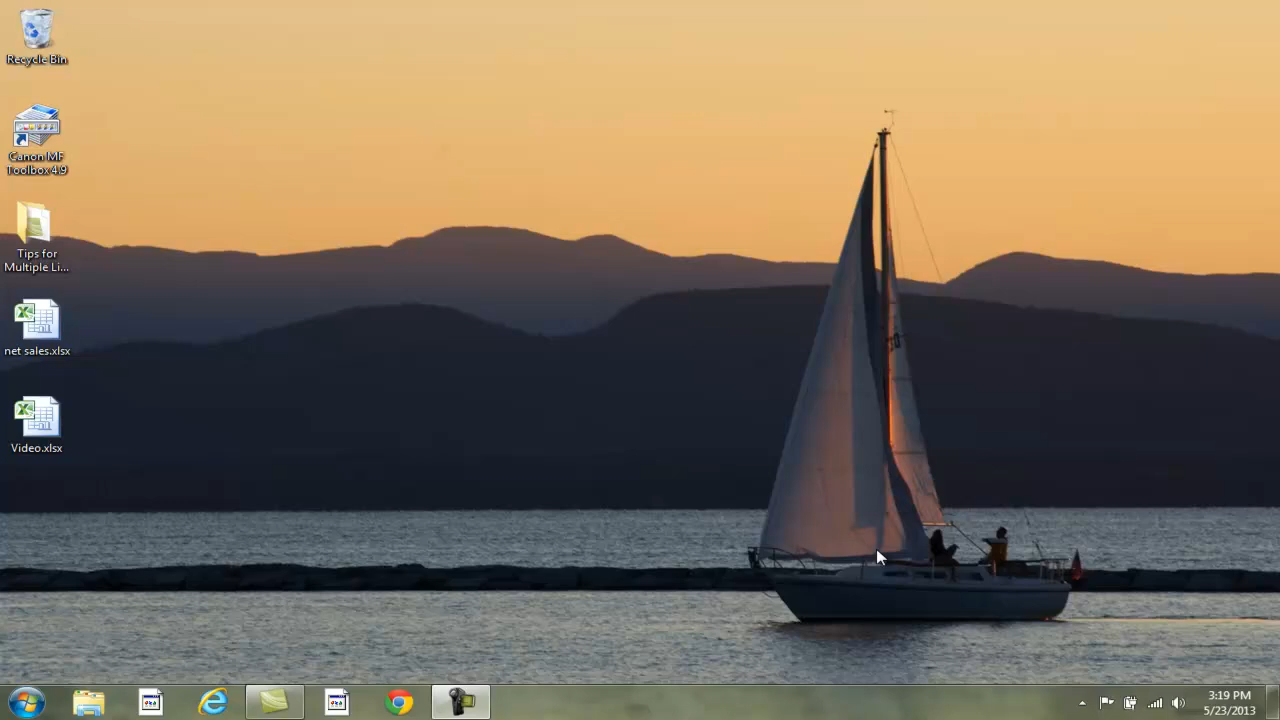 Recycle Bin
Canon MF
Toolbox 4.9
Tips for
Multiple Li...
net sales.xlsx
Video.xlsx
3:19 PM
5/23/2013